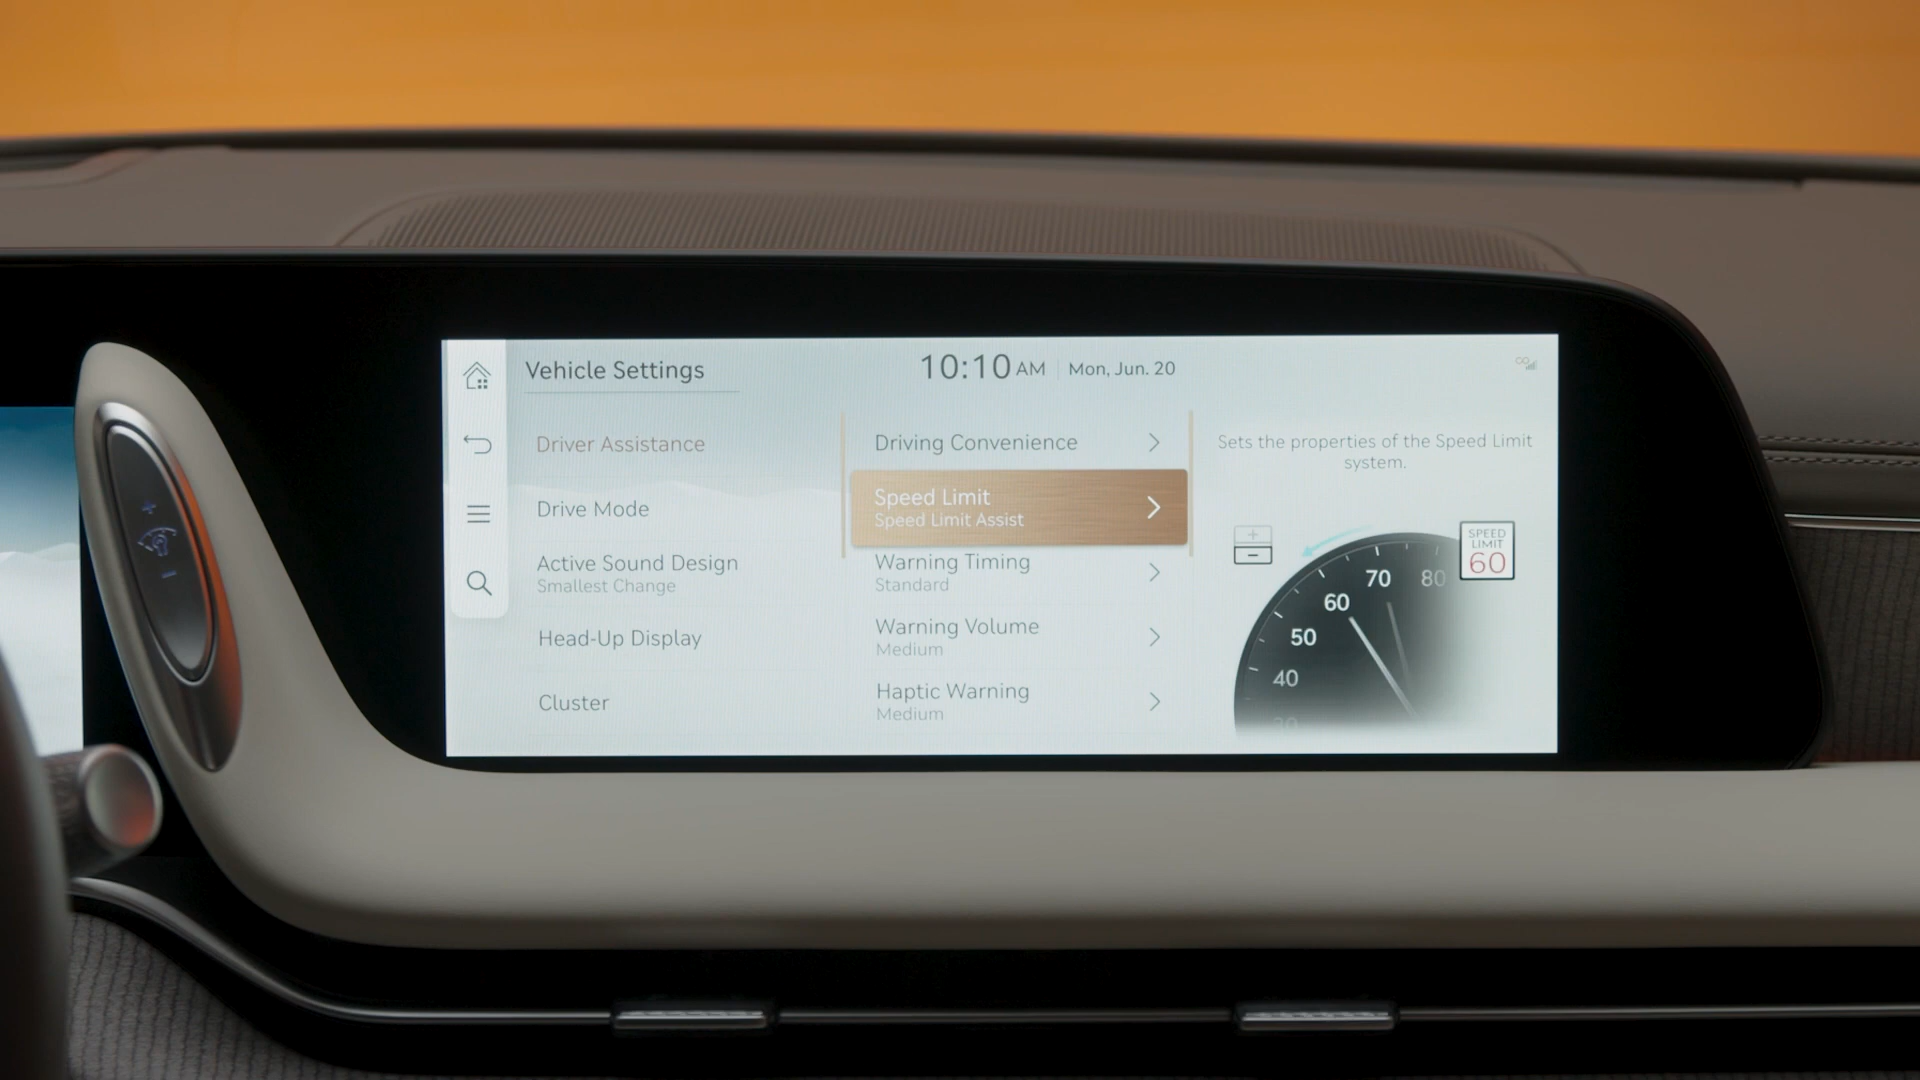 Vehicle Settings
10:10 AM
Mon, Jun. 20
Driver Assistance
Drive Mode
Active Sound Design
Smallest Change
Head-Up Display
Cluster
Driving Convenience
Speed Limit
Speed Limit Assist
Warning Timing
Standard
Warning Volume
Medium
Haptic Warning
Medium
Sets the properties of the Speed Limit
system.
SPEED
LIMIT
60
80
70
60
50
40